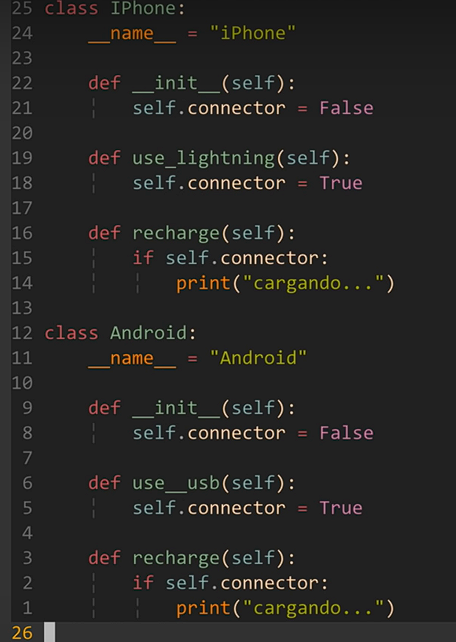 25 class IPhone:
24     __name__ = "iPhone"
23
22     def __init__(self):
21         self.connector = False
20
19     def use_lightning(self):
18         self.connector = True
17
16     def recharge(self):
15         if self.connector:
14             print("cargando...")
13
12 class Android:
11     __name__ = "Android"
10
9     def __init__(self):
8         self.connector = False
7
6     def use__usb(self):
5         self.connector = True
4
3     def recharge(self):
2         if self.connector:
1             print("cargando...")
26